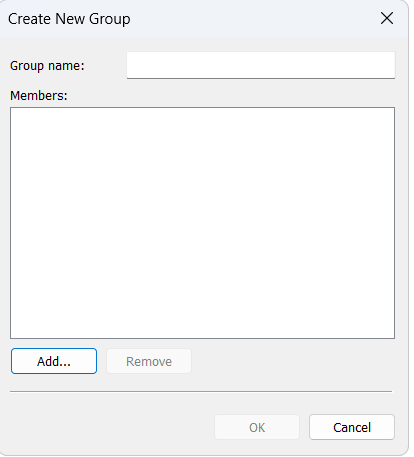 Create New Group
Group name:
Members:
Add...
Remove
OK
Cancel